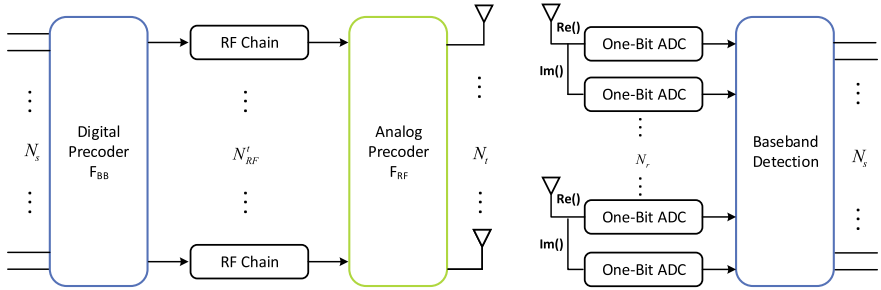 N_s
Digital
Precoder
F_BB
RF Chain
N_RF^t
RF Chain
Analog
Precoder
F_RF
N_t
Re()
Im()
One-Bit ADC
One-Bit ADC
N_r
Re()
Im()
One-Bit ADC
One-Bit ADC
Baseband
Detection
N_s